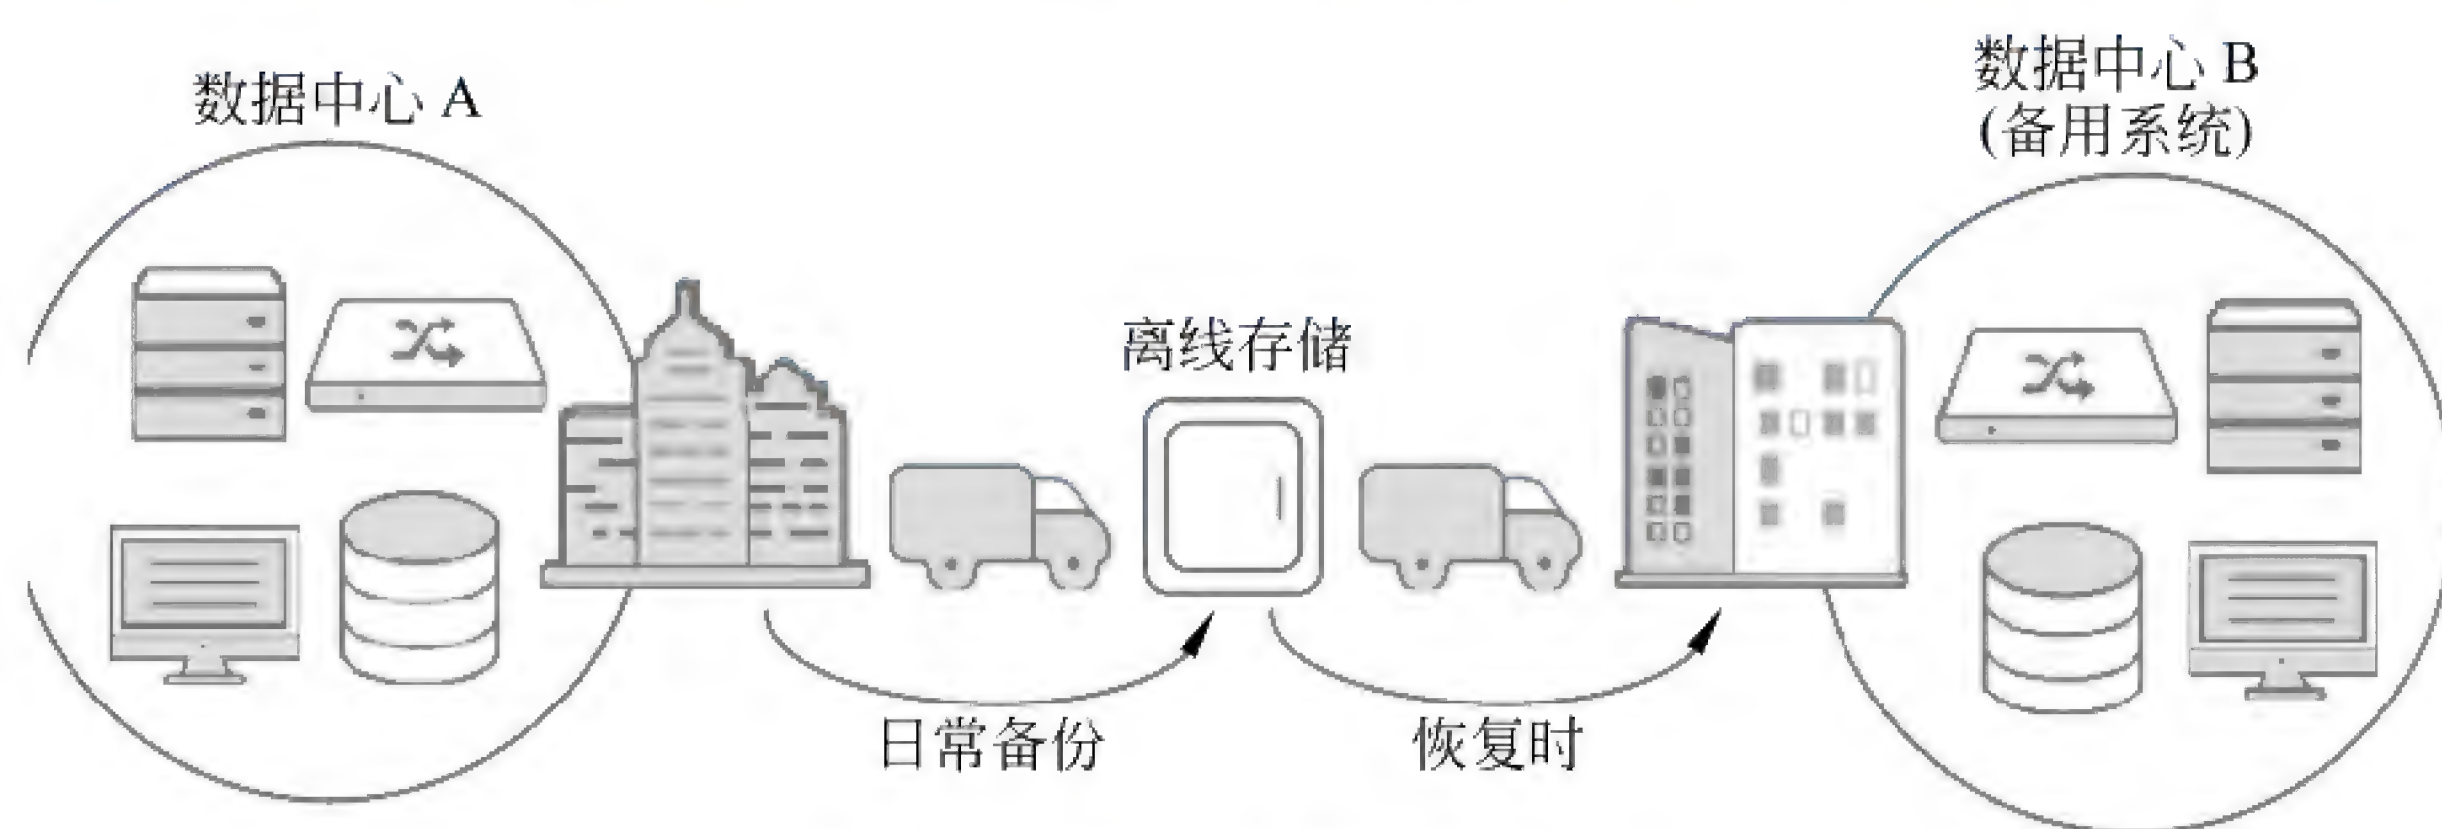 数据中心 A
数据中心 B
(备用系统)
离线存储
日常备份
恢复时